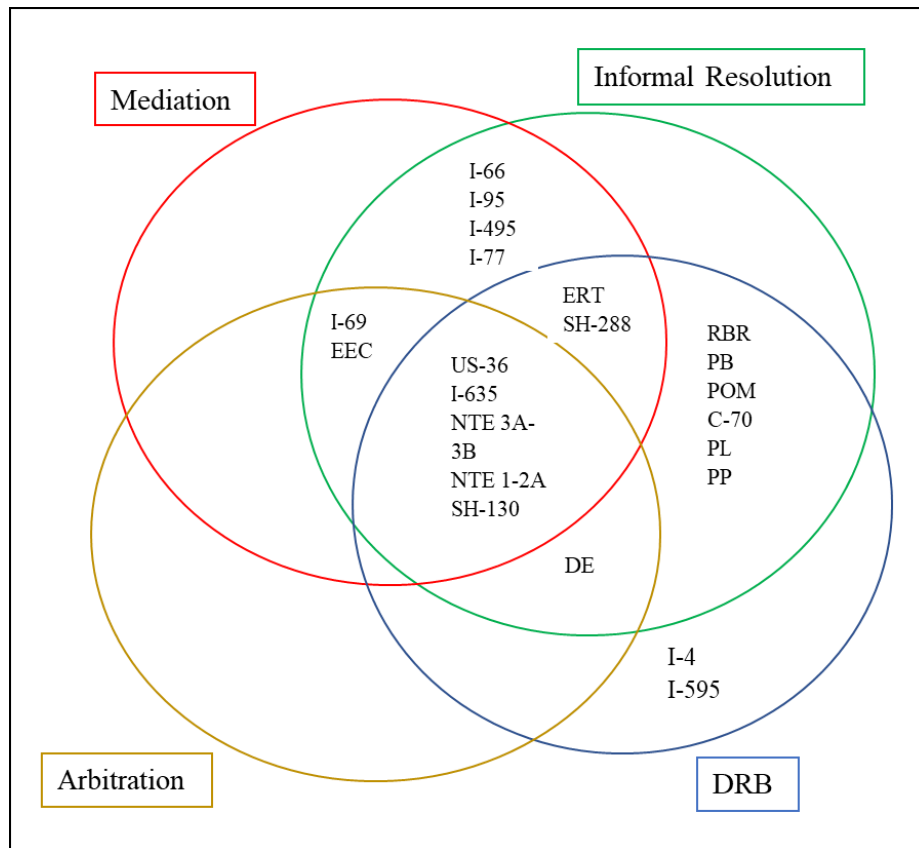 Mediation
Informal Resolution
I-66
I-95
I-495
I-77
ERT
SH-288
I-69
EEC
RBR
PB
POM
C-70
PL
PP
US-36
I-635
NTE 3A-
3B
NTE 1-2A
SH-130
DE
I-4
I-595
Arbitration
DRB